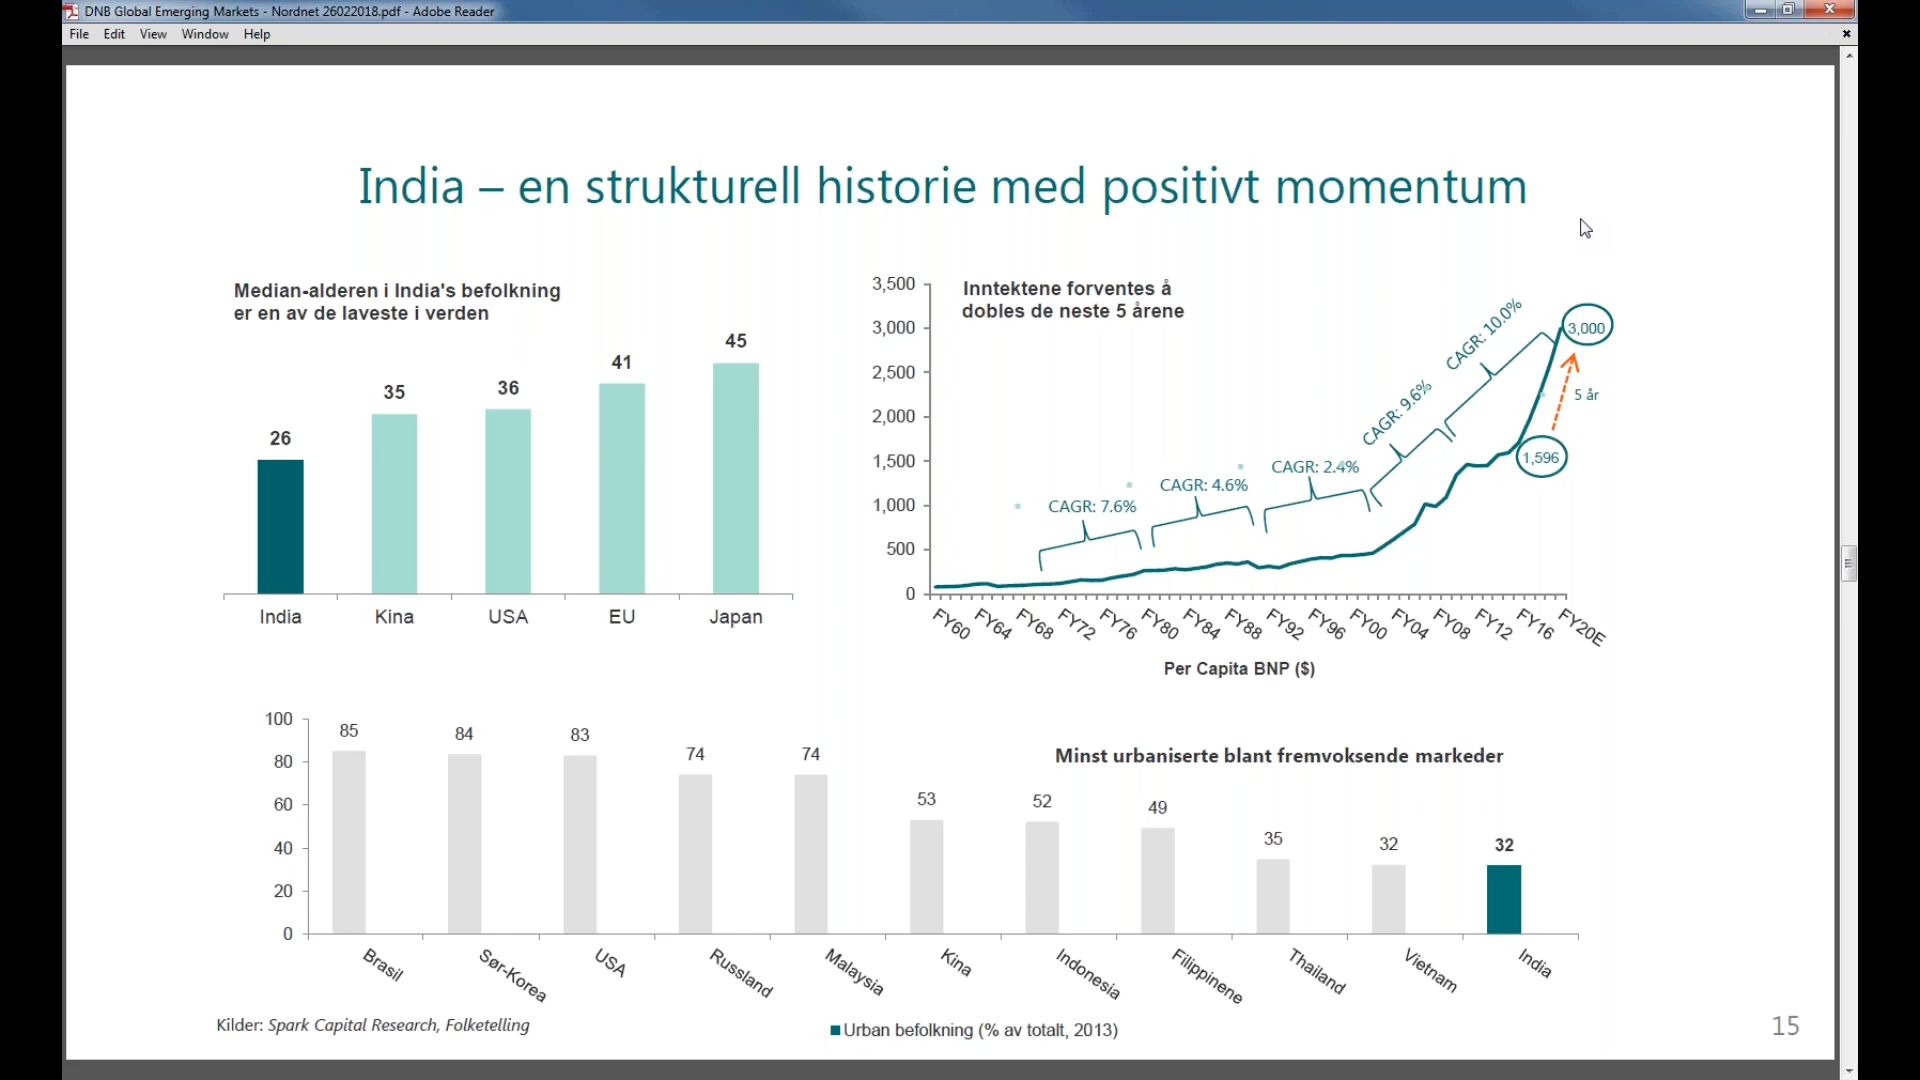 DNB Global Emerging Markets - Nordnet 26022018.pdf - Adobe Reader
File Edit View Window Help
India – en strukturell historie med positivt momentum
Median-alderen i India's befolkning
er en av de laveste i verden
26
35
36
41
45
India
Kina
USA
EU
Japan
Inntektene forventes å
dobles de neste 5 årene
3,500
3,000
2,500
2,000
1,500
1,000
500
0
CAGR: 7.6%
CAGR: 4.6%
CAGR: 2.4%
CAGR: 9.6%
CAGR: 10.0%
3,000
5 år
1,596
FY60
FY64
FY68
FY72
FY76
FY80
FY84
FY88
FY92
FY96
FY00
FY04
FY08
FY12
FY16
FY20E
Per Capita BNP ($)
Minst urbaniserte blant fremvoksende markeder
100
80
60
40
20
0
85
84
83
74
74
53
52
49
35
32
32
Brasil
Sør-Korea
USA
Russland
Malaysia
Kina
Indonesia
Filippinene
Thailand
Vietnam
India
Kilder: Spark Capital Research, Folketelling
Urban befolkning (% av totalt, 2013)
15